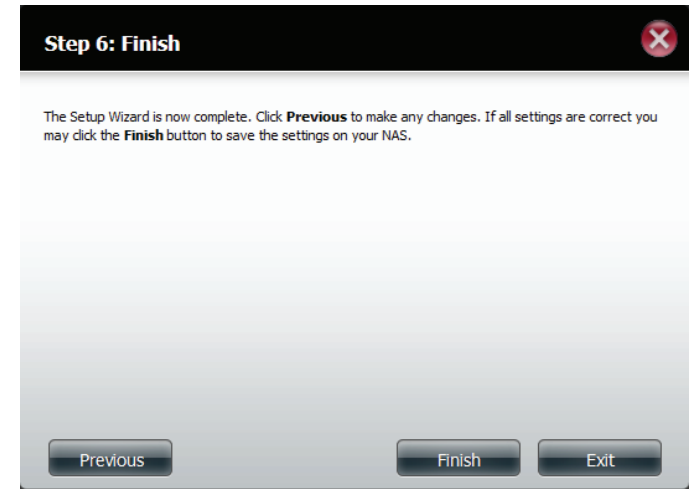 Step 6: Finish
The Setup Wizard is now complete. Click Previous to make any changes. If all settings are correct you
may click the Finish button to save the settings on your NAS.
Previous
Finish
Exit